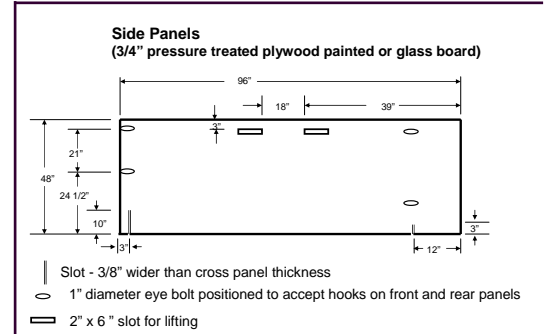 Side Panels
(3/4” pressure treated plywood painted or glass board)
96”
18”
39”
3”
21”
48”
24 1/2”
10”
3”
3”
12”
Slot - 3/8” wider than cross panel thickness
1” diameter eye bolt positioned to accept hooks on front and rear panels
2” x 6 “ slot for lifting